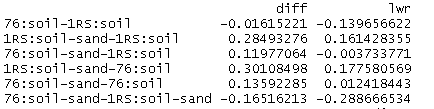 diff lwr
76:soil-1RS:soil -0.01615221 -0.139656622
1RS:soil-sand-1RS:soil 0.28493276 0.161428355
76:soil-sand-1RS:soil 0.11977064 -0.003733771
1RS:soil-sand-76:soil 0.30108498 0.177580569
76:soil-sand-76:soil 0.13592285 0.012418443
76:soil-sand-1RS:soil-sand -0.16516213 -0.288666534